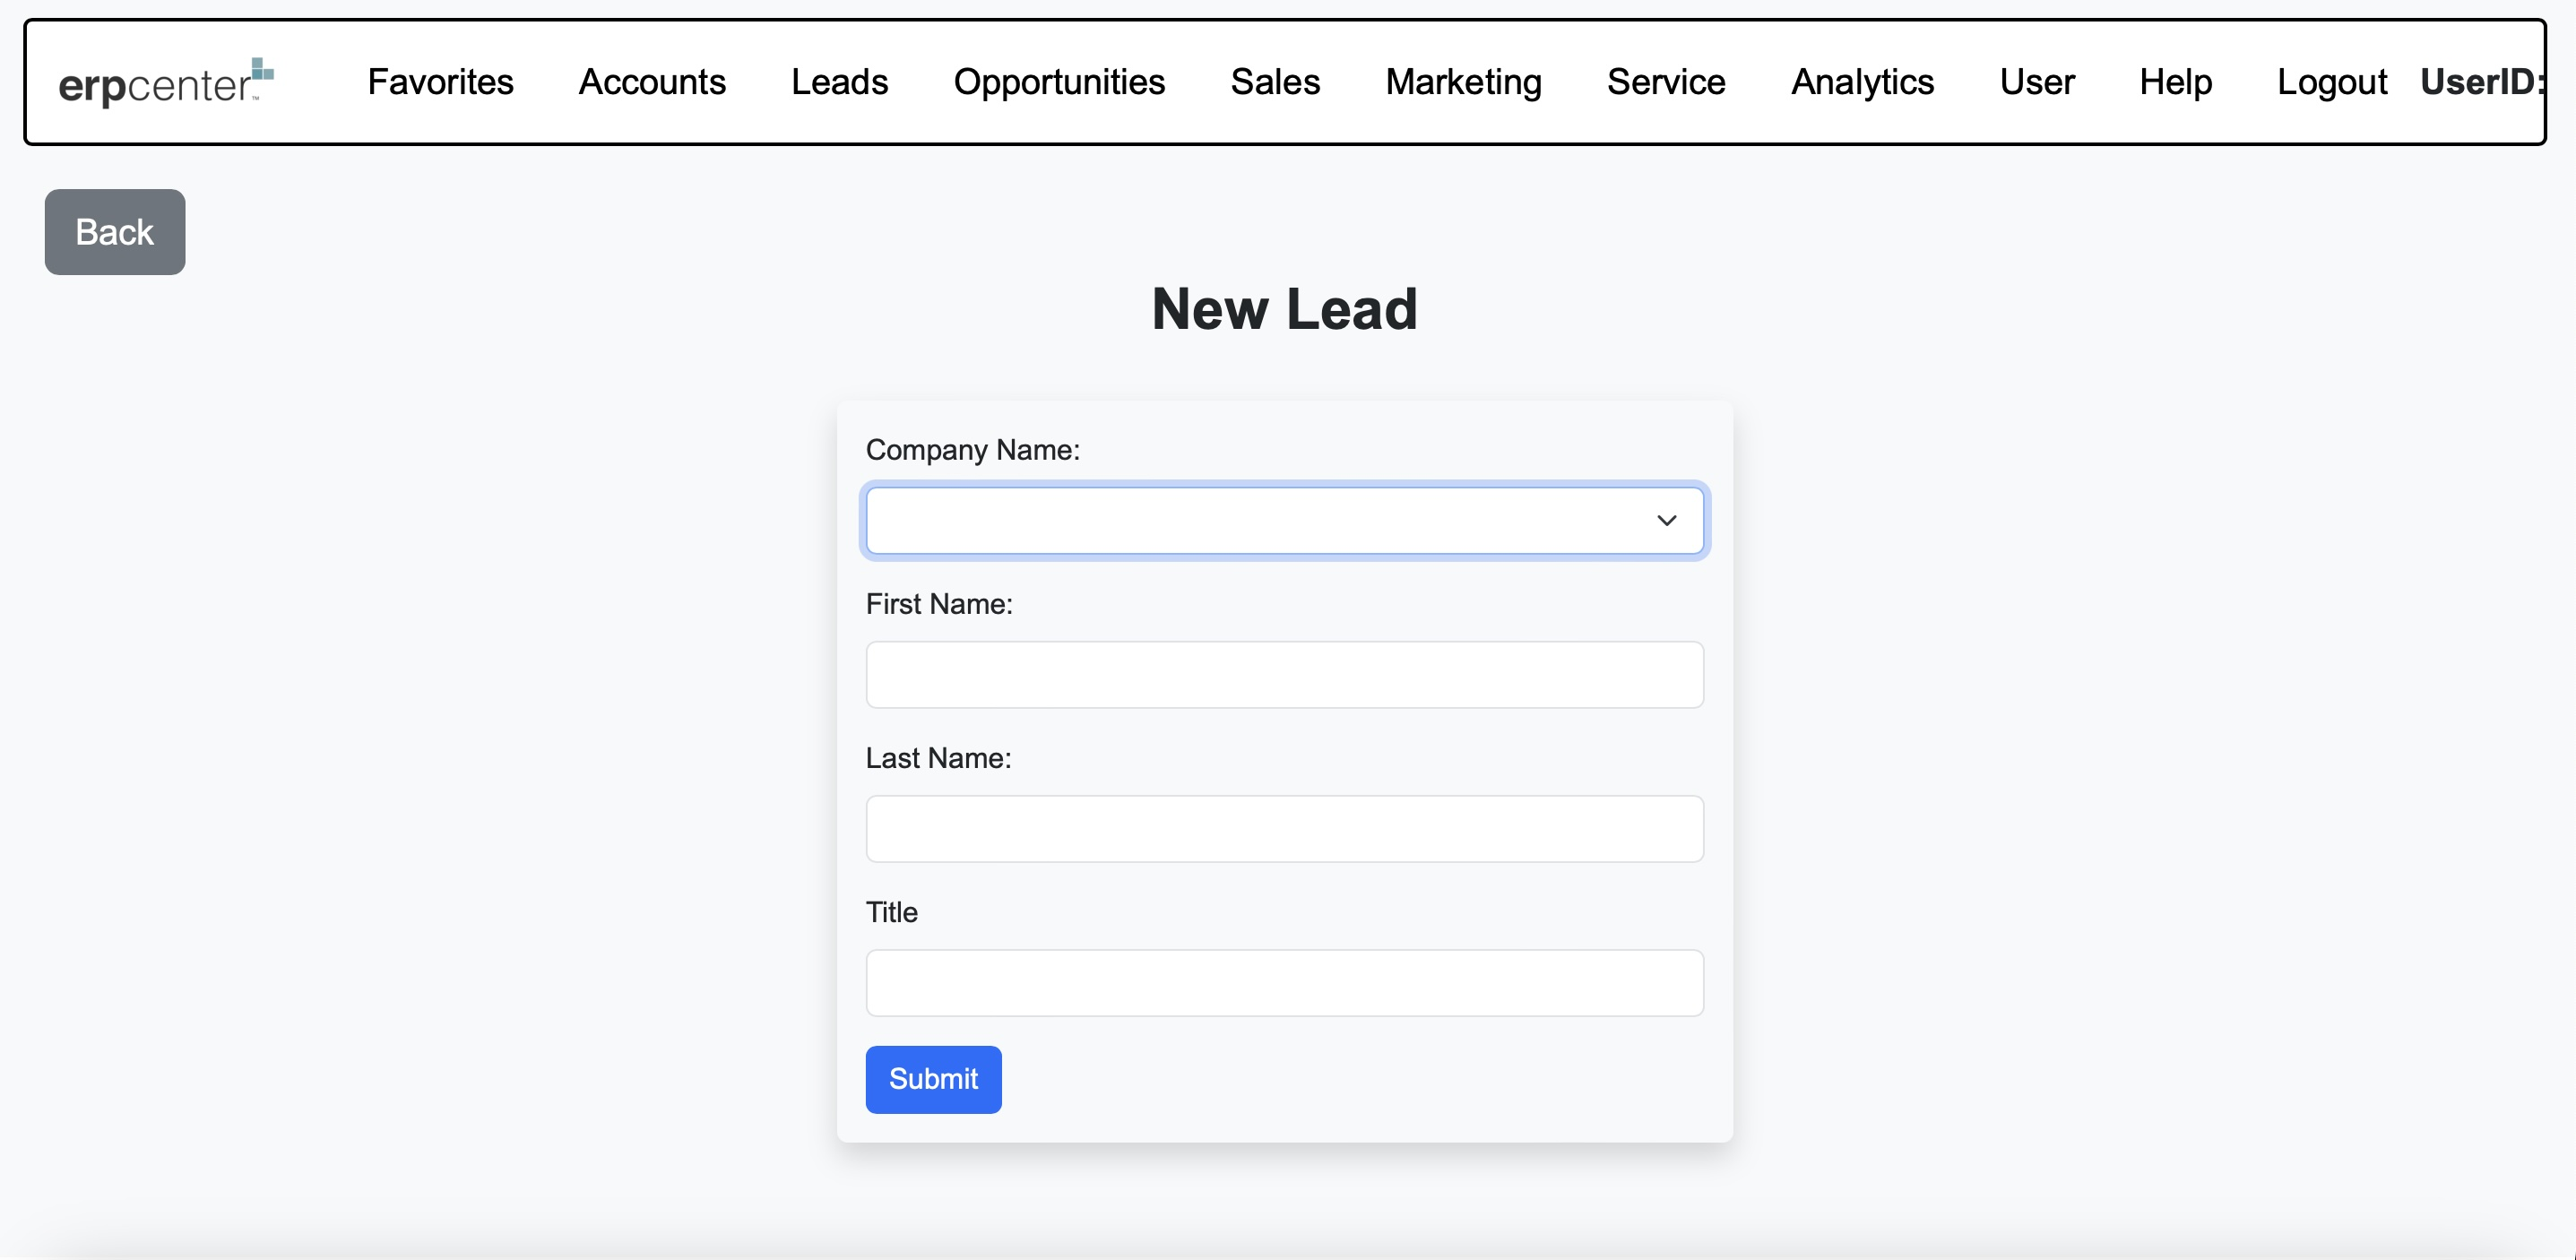 erpcenter™ Favorites Accounts Leads Opportunities Sales Marketing Service Analytics User Help Logout UserID:
Back
New Lead
Company Name:
First Name:
Last Name:
Title
Submit